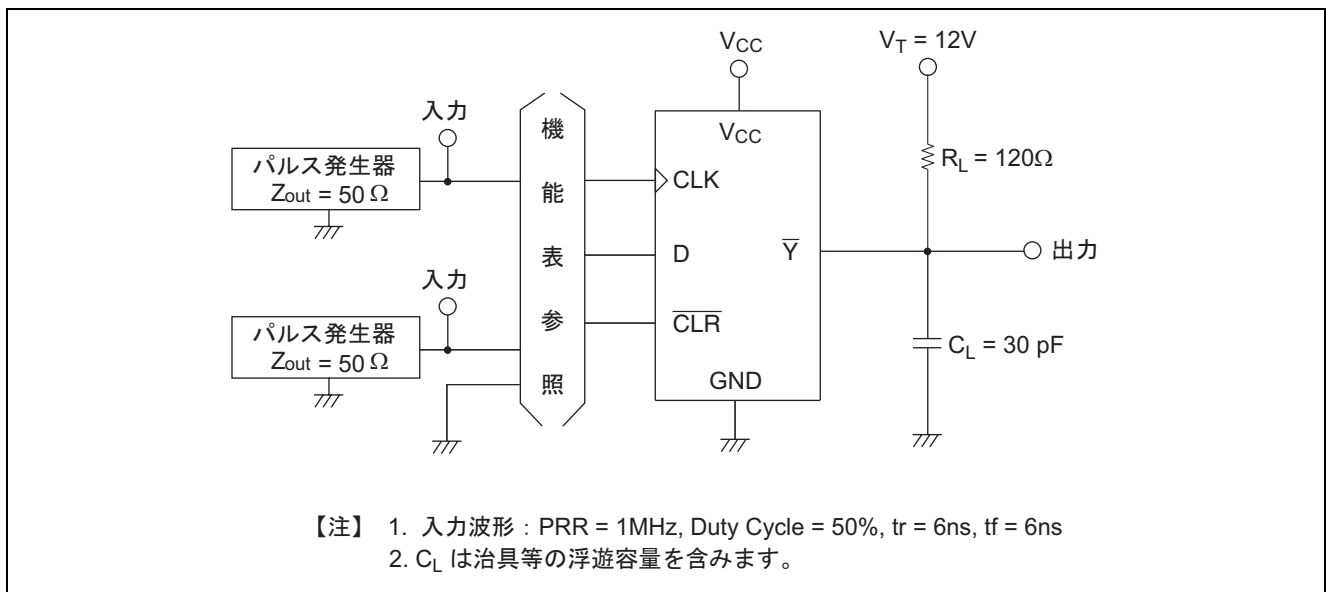 VCC
VT = 12V
入力
パルス発生器
Zout = 50 Ω
入力
パルス発生器
Zout = 50 Ω
機
能
表
参
照
VCC
CLK
D
CLR
Y
GND
RL = 120Ω
出力
CL = 30 pF
【注】 1. 入力波形：PRR = 1MHz, Duty Cycle = 50%, tr = 6ns, tf = 6ns
2. CL は治具等の浮遊容量を含みます。